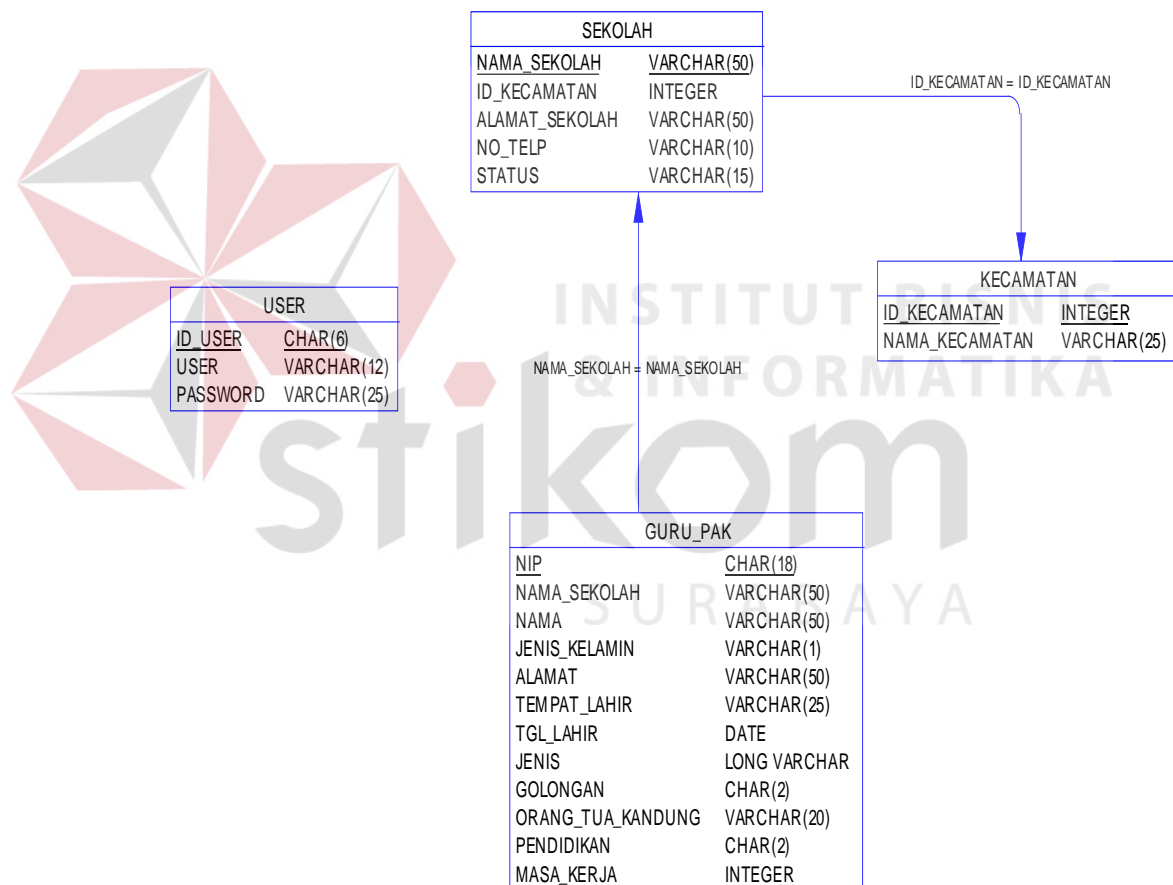 SEKOLAH
NAMA_SEKOLAH VARCHAR(50)
ID_KECAMATAN INTEGER
ALAMAT_SEKOLAH VARCHAR(50)
NO_TELP VARCHAR(10)
STATUS VARCHAR(15)
ID_KECAMATAN = ID_KECAMATAN
KECAMATAN
ID_KECAMATAN INTEGER
NAMA_KECAMATAN VARCHAR(25)
USER
ID_USER CHAR(6)
USER VARCHAR(12)
PASSWORD VARCHAR(25)
NAMA_SEKOLAH = NAMA_SEKOLAH
INSTITUT BISNIS
& INFORMATIKA
stikom
SURABAYA
GURU_PAK
NIP CHAR(18)
NAMA_SEKOLAH VARCHAR(50)
NAMA VARCHAR(50)
JENIS_KELAMIN VARCHAR(1)
ALAMAT VARCHAR(50)
TEMPAT_LAHIR VARCHAR(25)
TGL_LAHIR DATE
JENIS LONG VARCHAR
GOLONGAN CHAR(2)
ORANG_TUA_KANDUNG VARCHAR(20)
PENDIDIKAN CHAR(2)
MASA_KERJA INTEGER